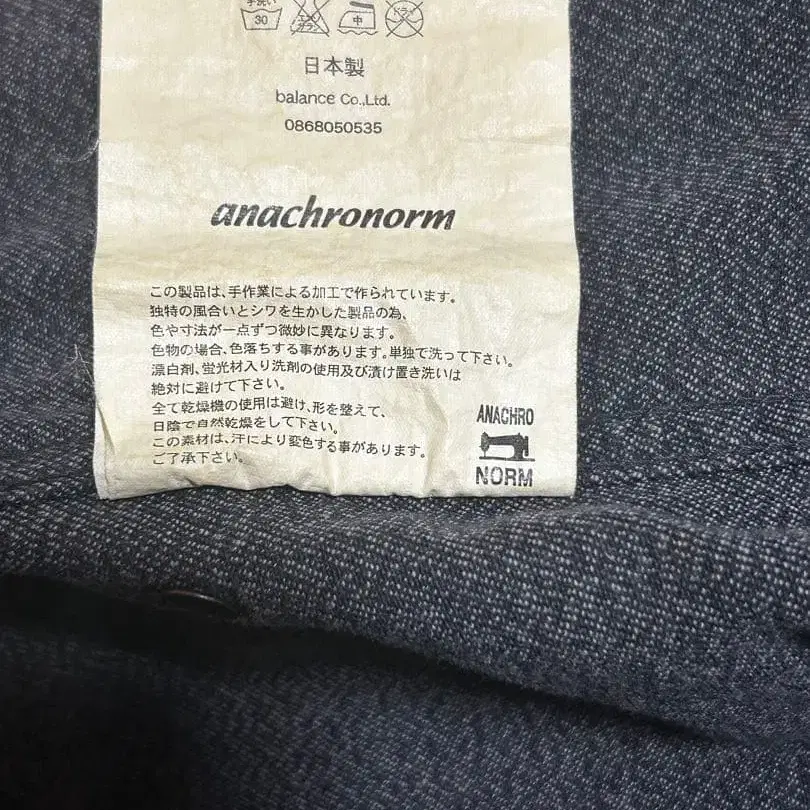 手洗い
30
エンソ
サラシ
中
ドライ
日本製
balance Co.,Ltd.
0868050535
anachronorm
この製品は、手作業による加工で作られています。
独特の風合いとシワを生かした製品の為、
色や寸法が一点ずつ微妙に異なります。
色物の場合、色落ちする事があります。単独で洗って下さい。
漂白剤、蛍光材入り洗剤の使用及び漬け置き洗いは
絶対に避けて下さい。
全て乾燥機の使用は避け、形を整えて、
日陰で自然乾燥をして下さい。
この素材は、汗により変色する事があります。
ご了承下さい。
ANACHRO
NORM